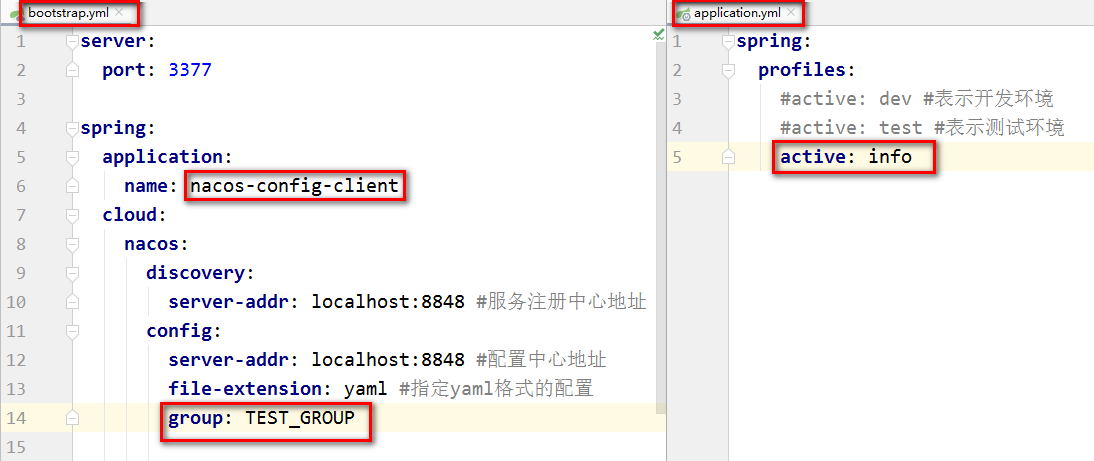 bootstrap.yml
1 server:
2 port: 3377
3
4 spring:
5 application:
6 name: nacos-config-client
7 cloud:
8 nacos:
9 discovery:
10 server-addr: localhost:8848 #服务注册中心地址
11 config:
12 server-addr: localhost:8848 #配置中心地址
13 file-extension: yaml #指定yaml格式的配置
14 group: TEST_GROUP
15
application.yml
1 spring:
2 profiles:
3 #active: dev #表示开发环境
4 #active: test #表示测试环境
5 active: info